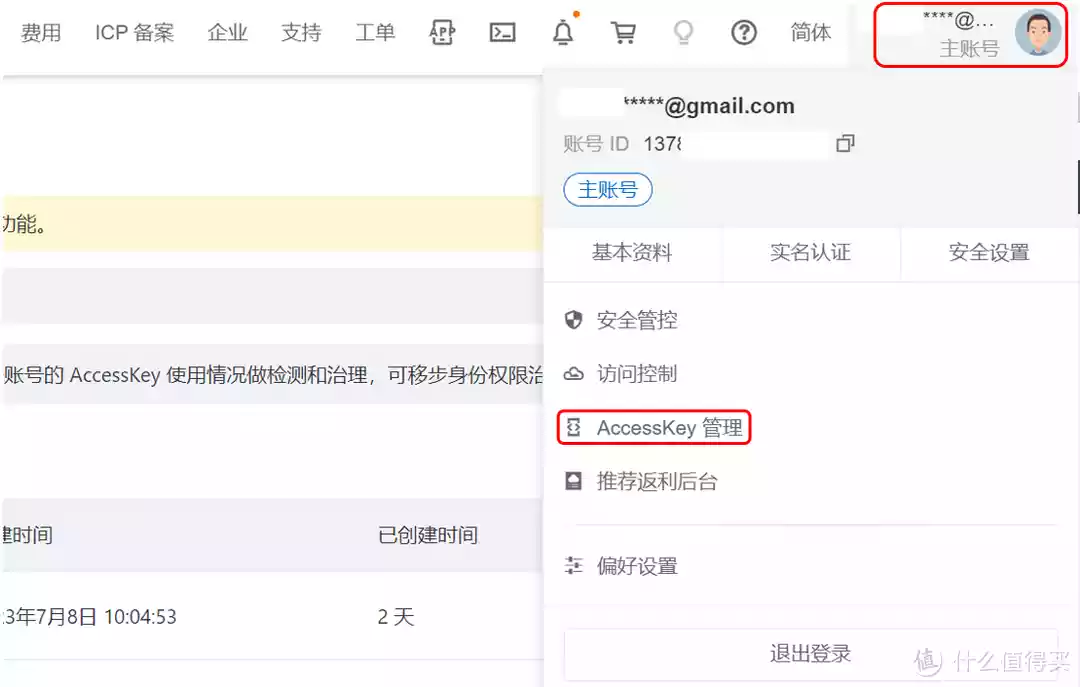 费用 ICP 备案 企业 支持 工单 APP 简体 ****@...
主账号
*****@gmail.com
账号 ID 1378
主账号
功能。
基本资料 实名认证 安全设置
安全管控
账号的 AccessKey 使用情况做检测和治理，可移步身份权限治
访问控制
AccessKey 管理
推荐返利后台
建时间 已创建时间
偏好设置
3年7月8日 10:04:53 2 天
退出登录
值 什么值得买